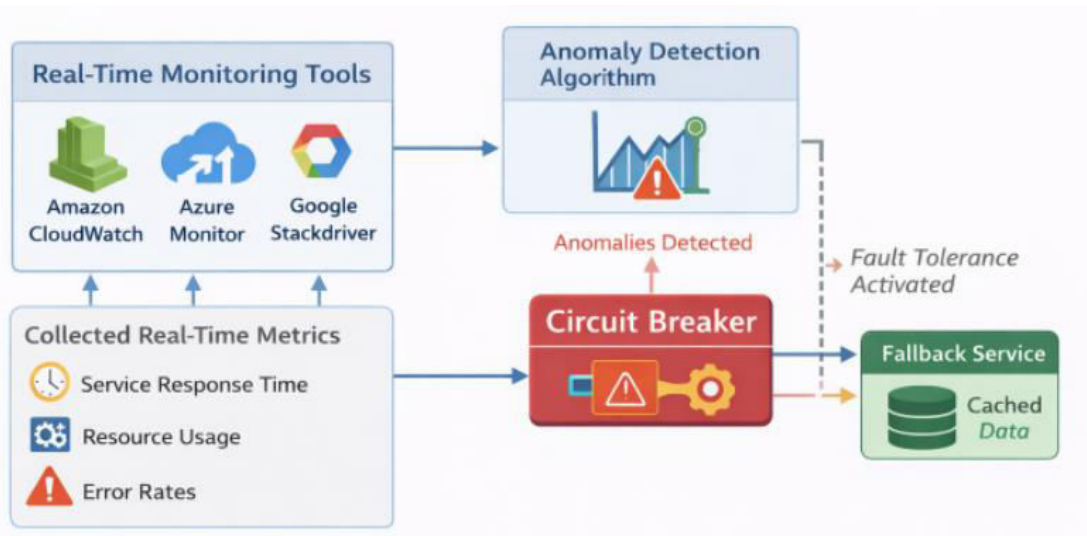 Real-Time Monitoring Tools
Amazon
CloudWatch
Azure
Monitor
Google
Stackdriver
Anomaly Detection
Algorithm
Collected Real-Time Metrics
Service Response Time
Resource Usage
Error Rates
Anomalies Detected
Circuit Breaker
Fault Tolerance
Activated
Fallback Service
Cached
Data